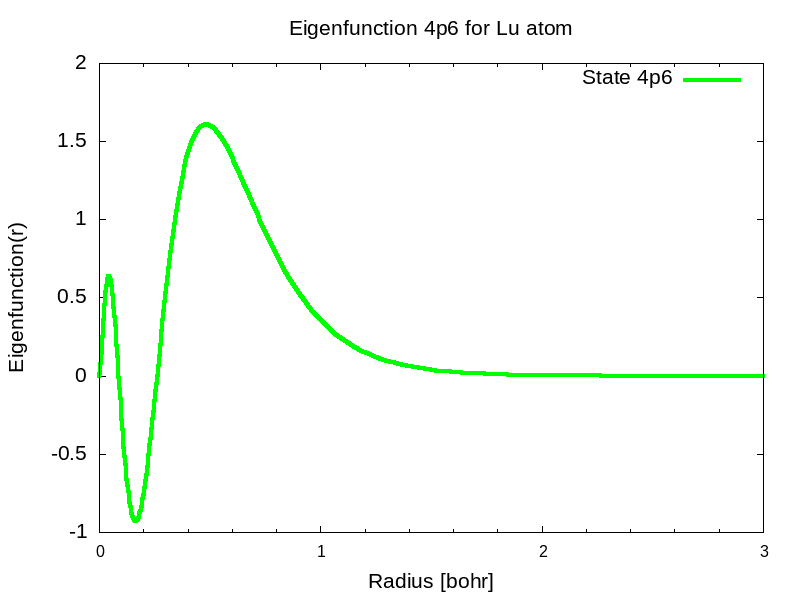 Eigenfunction 4p6 for Lu atom
State 4p6
2
1.5
1
0.5
0
-0.5
-1
Eigenfunction(r)
0 1 2 3
Radius [bohr]